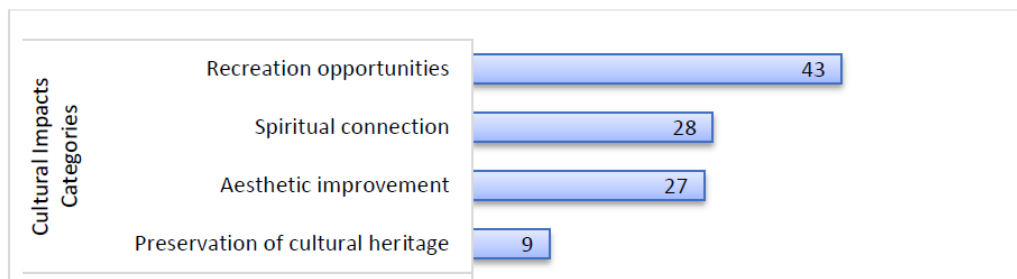 Cultural Impacts
Categories
Recreation opportunities 43
Spiritual connection 28
Aesthetic improvement 27
Preservation of cultural heritage 9